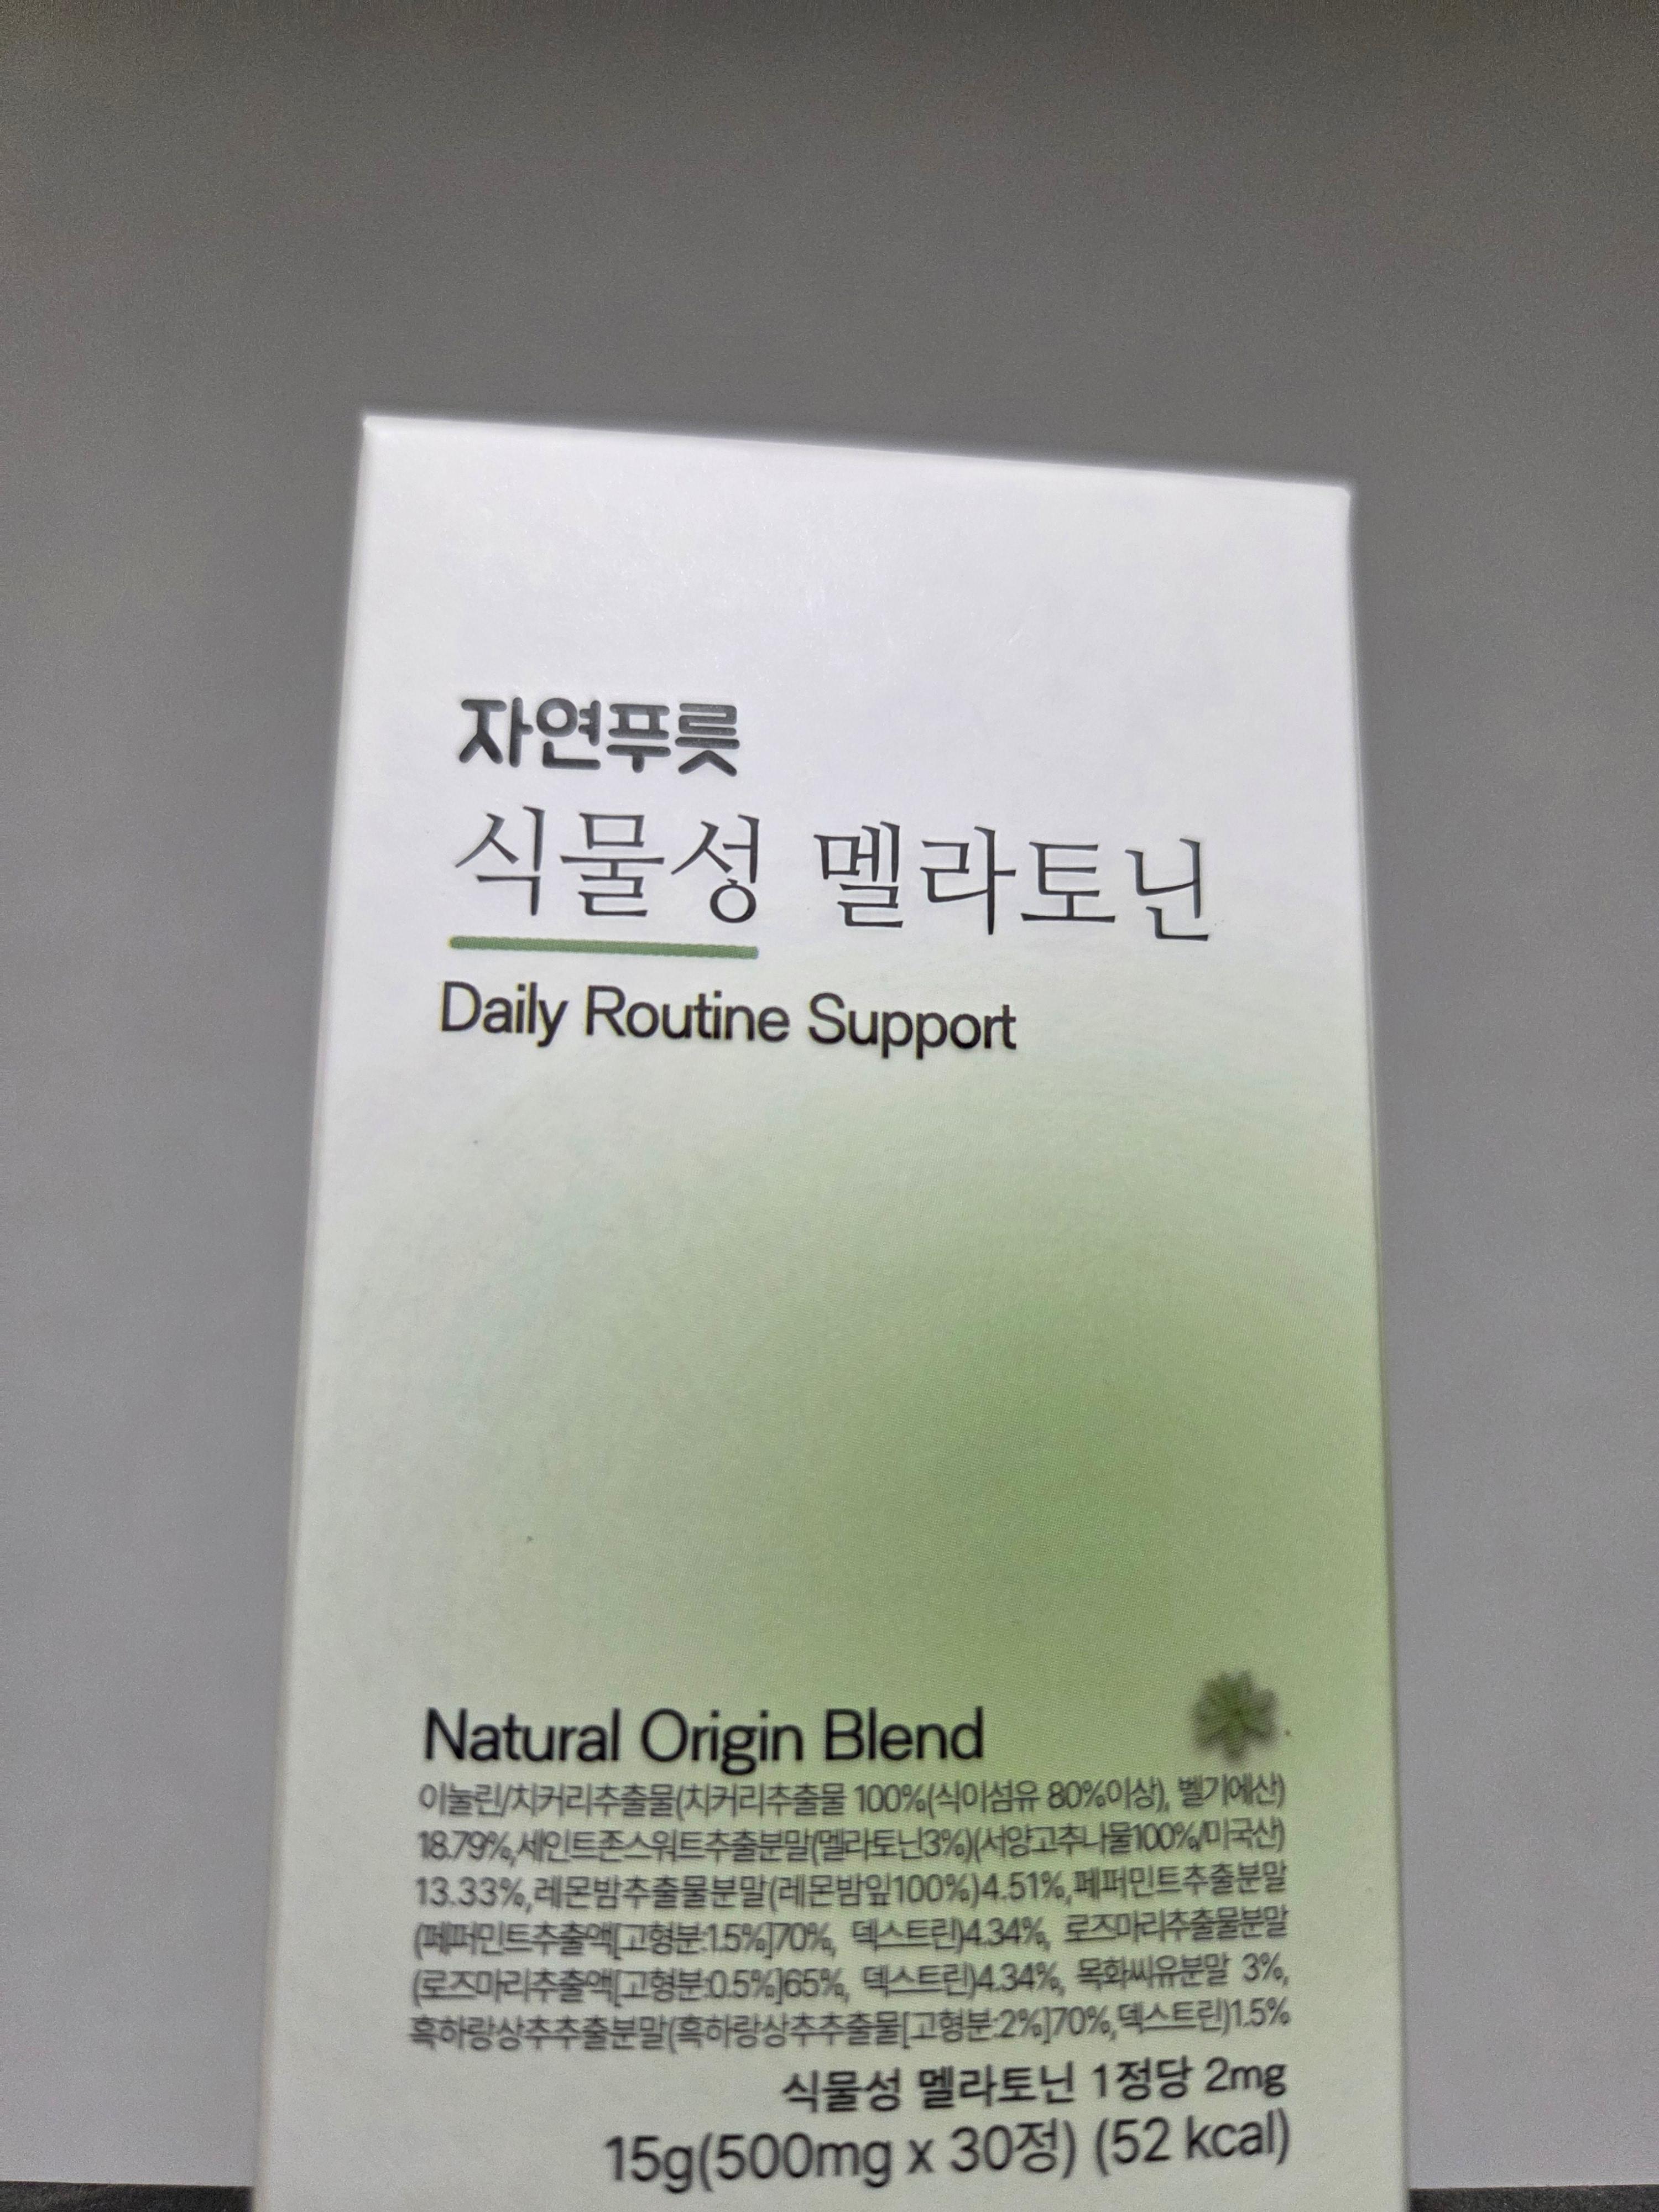 자연푸릇
식물성 멜라토닌
Daily Routine Support
Natural Origin Blend
이눌린/치커리추출물(치커리추출물 100%(식이섬유 80%이상), 벨기에산)
18.79%,세인트존스워트추출분말(멜라토닌3%)(서양고추나물100%/미국산)
13.33%,레몬밤추출물분말(레몬밤잎100%)4.51%,페퍼민트추출분말
(페퍼민트추출액[고형분:1.5%]70%, 덱스트린)4.34%, 로즈마리추출물분말
(로즈마리추출액[고형분:0.5%]65%, 덱스트린)4.34%, 목화씨유분말 3%,
흑하랑상추추출분말(흑하랑상추추출물[고형분:2%]70%,덱스트린)1.5%
식물성 멜라토닌 1정당 2mg
15g(500mg x 30정) (52 kcal)